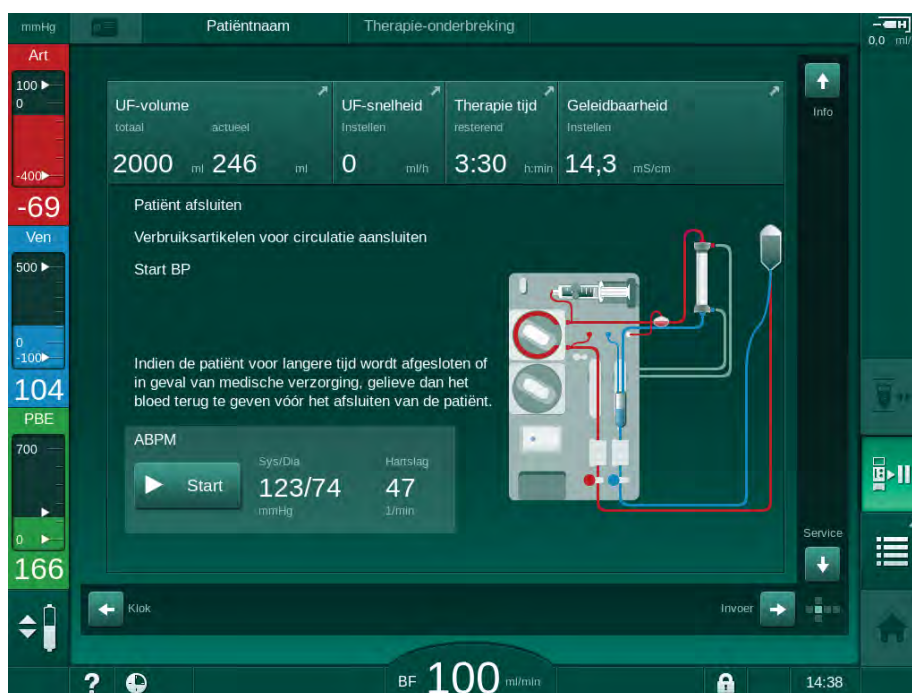 mmHg
Patiëntnaam
Therapie-onderbreking
0,0 ml/
Art
100
0
-400
-69
Ven
500
0
-100
104
PBE
700
0
166
UF-volume
totaal actueel
2000 ml 246 ml
UF-snelheid
Instellen
0 ml/h
Therapie tijd
resterend
3:30 h:min
Geleidbaarheid
Instellen
14,3 mS/cm
Info
Patiënt afsluiten
Verbruiksartikelen voor circulatie aansluiten
Start BP
Indien de patiënt voor langere tijd wordt afgesloten of
in geval van medische verzorging, gelieve dan het
bloed terug te geven vóór het afsluiten van de patiënt.
ABPM
Start
Sys/Dia
123/74
mmHg
Hartslag
47
1/min
Service
Klok
Invoer
?
BF 100 ml/min
14:38